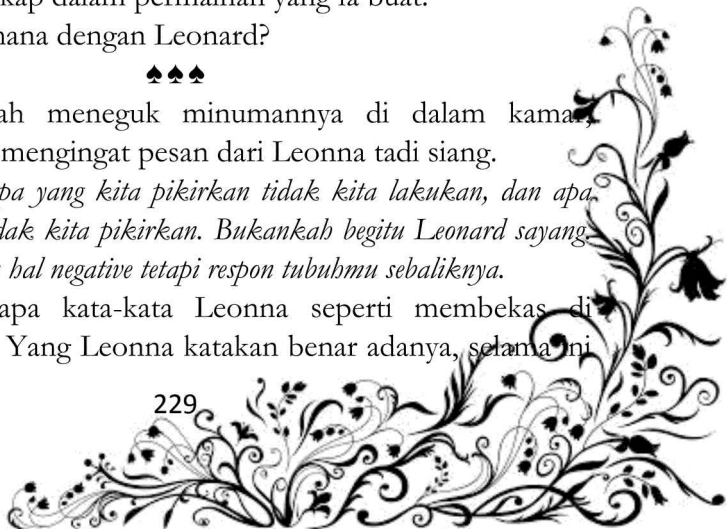 kap dalam permainan yang ia buat.
nana dengan Leonard?
♠♠♠
ah meneguk minumannya di dalam kamar,
mengingat pesan dari Leonna tadi siang.
pa yang kita pikirkan tidak kita lakukan, dan apa
dak kita pikirkan. Bukankah begitu Leonard sayang.
hal negative tetapi respon tubuhmu sebaliknya.
apa kata-kata Leonna seperti membekas di
Yang Leonna katakan benar adanya, selama ini
229